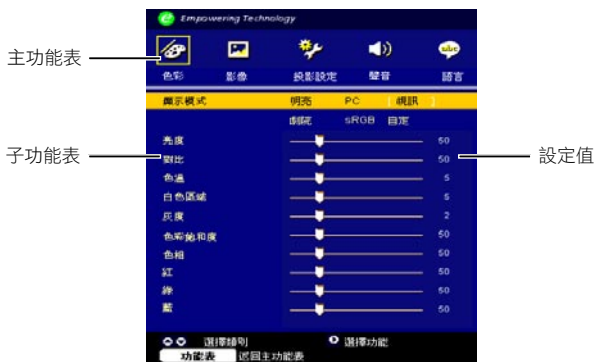 Empowering Technology
主功能表
色彩 影像 投影設定 聲音 語言
顯示模式 明亮 PC [ 視訊 ]
劇院 sRGB 自定
亮度 50
子功能表
對比 50
設定值
色溫 5
白色區域 5
灰度 2
色彩飽和度 50
色相 50
紅 50
綠 50
藍 50
選擇類別 選擇功能
功能表 返回主功能表